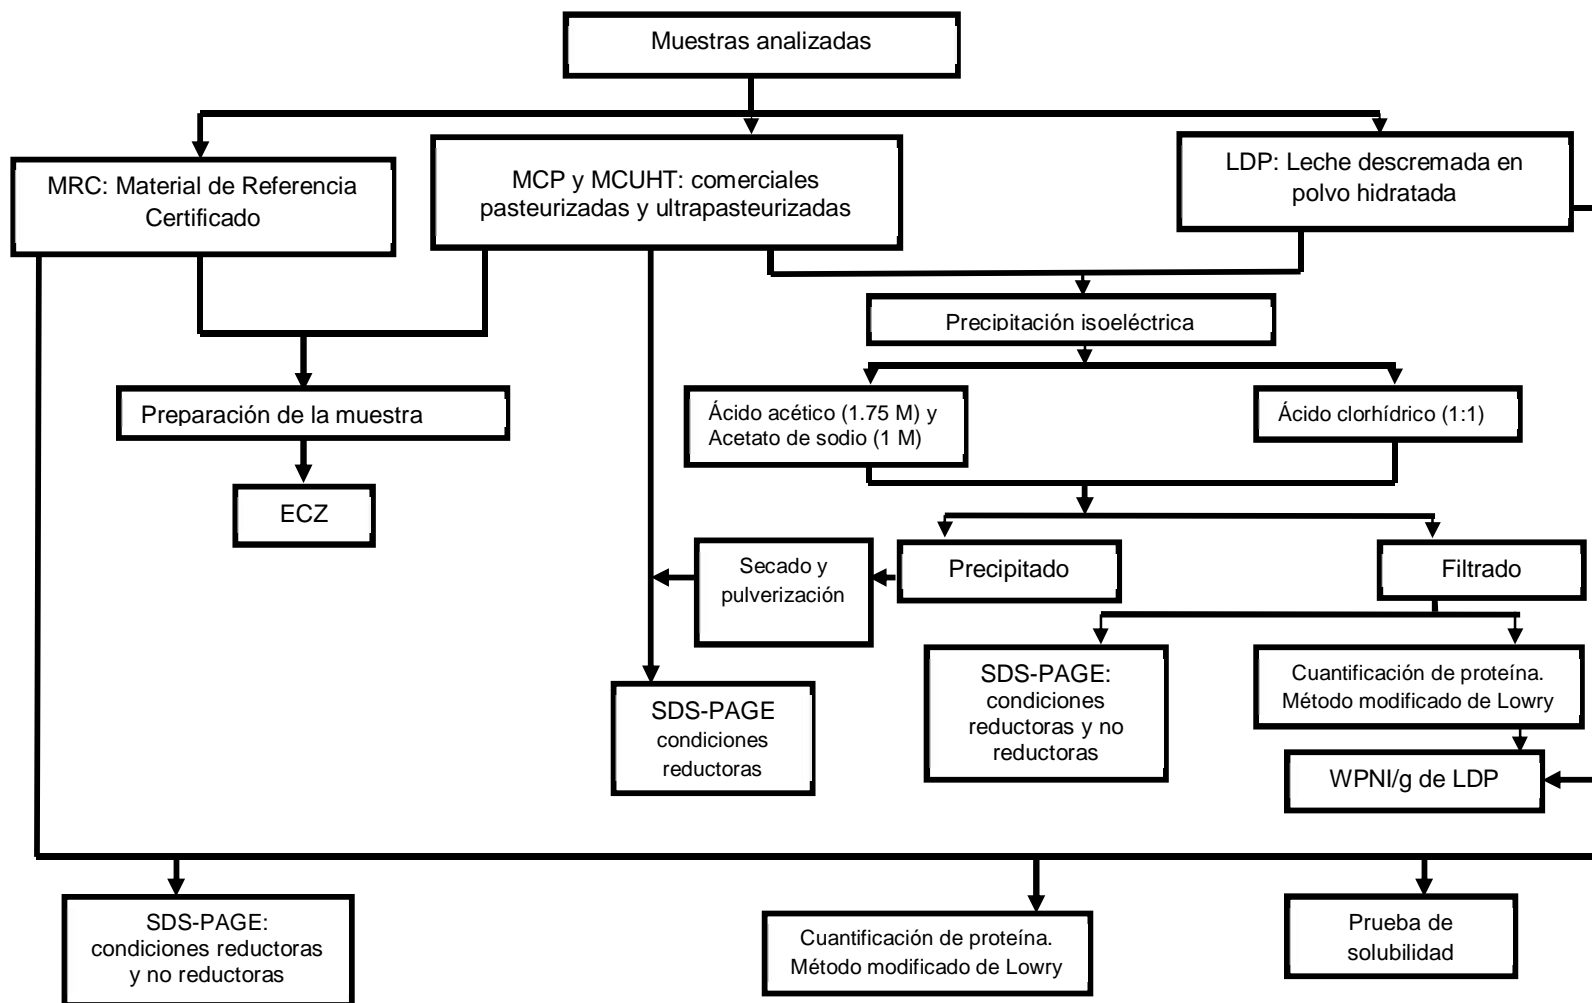 Muestras analizadas
MRC: Material de Referencia
Certificado
MCP y MCUHT: comerciales
pasteurizadas y ultrapasteurizadas
LDP: Leche descremada en
polvo hidratada
Precipitación isoeléctrica
Preparación de la muestra
Ácido acético (1.75 M) y
Acetato de sodio (1 M)
Ácido clorhídrico (1:1)
ECZ
Secado y
pulverización
Precipitado
Filtrado
SDS-PAGE
condiciones
reductoras
SDS-PAGE:
condiciones
reductoras y no
reductoras
Cuantificación de proteína.
Método modificado de Lowry
WPNI/g de LDP
SDS-PAGE:
condiciones reductoras
y no reductoras
Cuantificación de proteína.
Método modificado de Lowry
Prueba de
solubilidad